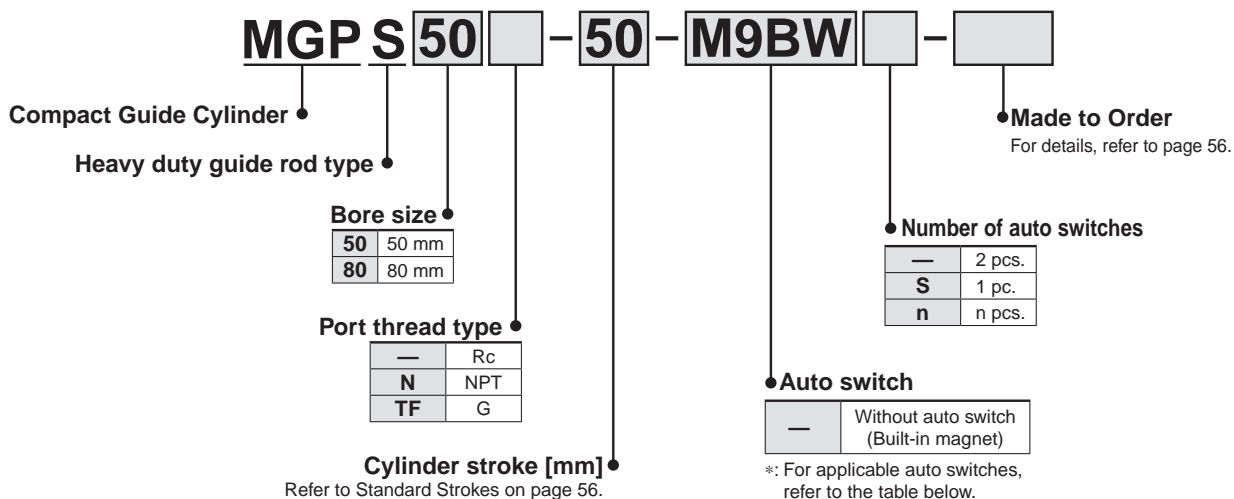 MGP S 50 - 50 - M9BW -
Compact Guide Cylinder
Heavy duty guide rod type
Bore size
50 50 mm
80 80 mm
Port thread type
— Rc
N NPT
TF G
Cylinder stroke [mm]
Refer to Standard Strokes on page 56.
Made to Order
For details, refer to page 56.
Number of auto switches
— 2 pcs.
S 1 pc.
n n pcs.
Auto switch
— Without auto switch
(Built-in magnet)
*: For applicable auto switches,
refer to the table below.